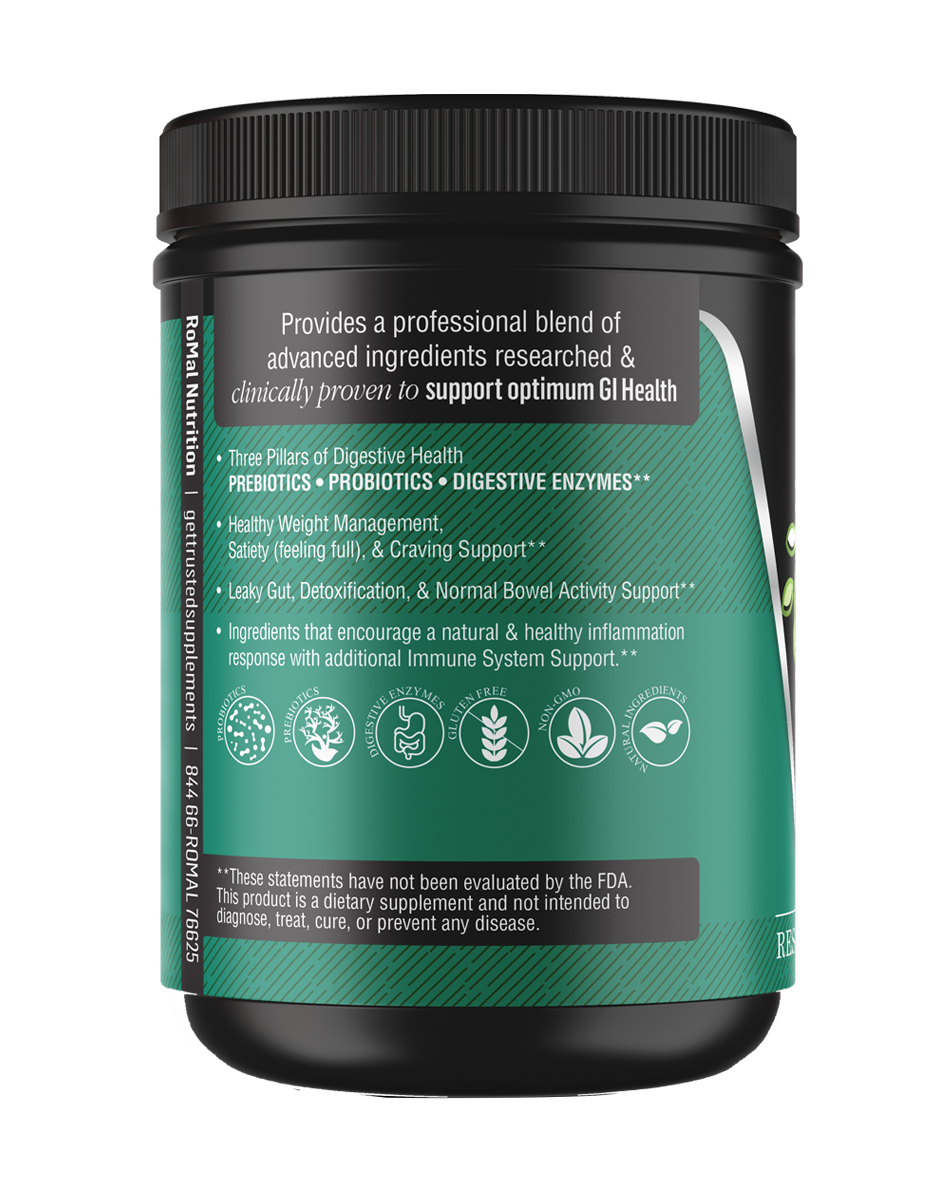 Provides a professional blend of
advanced ingredients researched &
clinically proven to support optimum GI Health
• Three Pillars of Digestive Health
PREBIOTICS • PROBIOTICS • DIGESTIVE ENZYMES**
• Healthy Weight Management,
Satiety (feeling full), & Craving Support**
• Leaky Gut, Detoxification, & Normal Bowel Activity Support**
• Ingredients that encourage a natural & healthy inflammation
response with additional Immune System Support.**
PROBIOTICS
PREBIOTICS
DIGESTIVE ENZYMES
GLUTEN FREE
NON-GMO
NATURAL INGREDIENTS
**These statements have not been evaluated by the FDA.
This product is a dietary supplement and not intended to
diagnose, treat, cure, or prevent any disease.
RoMal Nutrition | gettrustedsupplements | 844 66-ROMAL 76625
RES